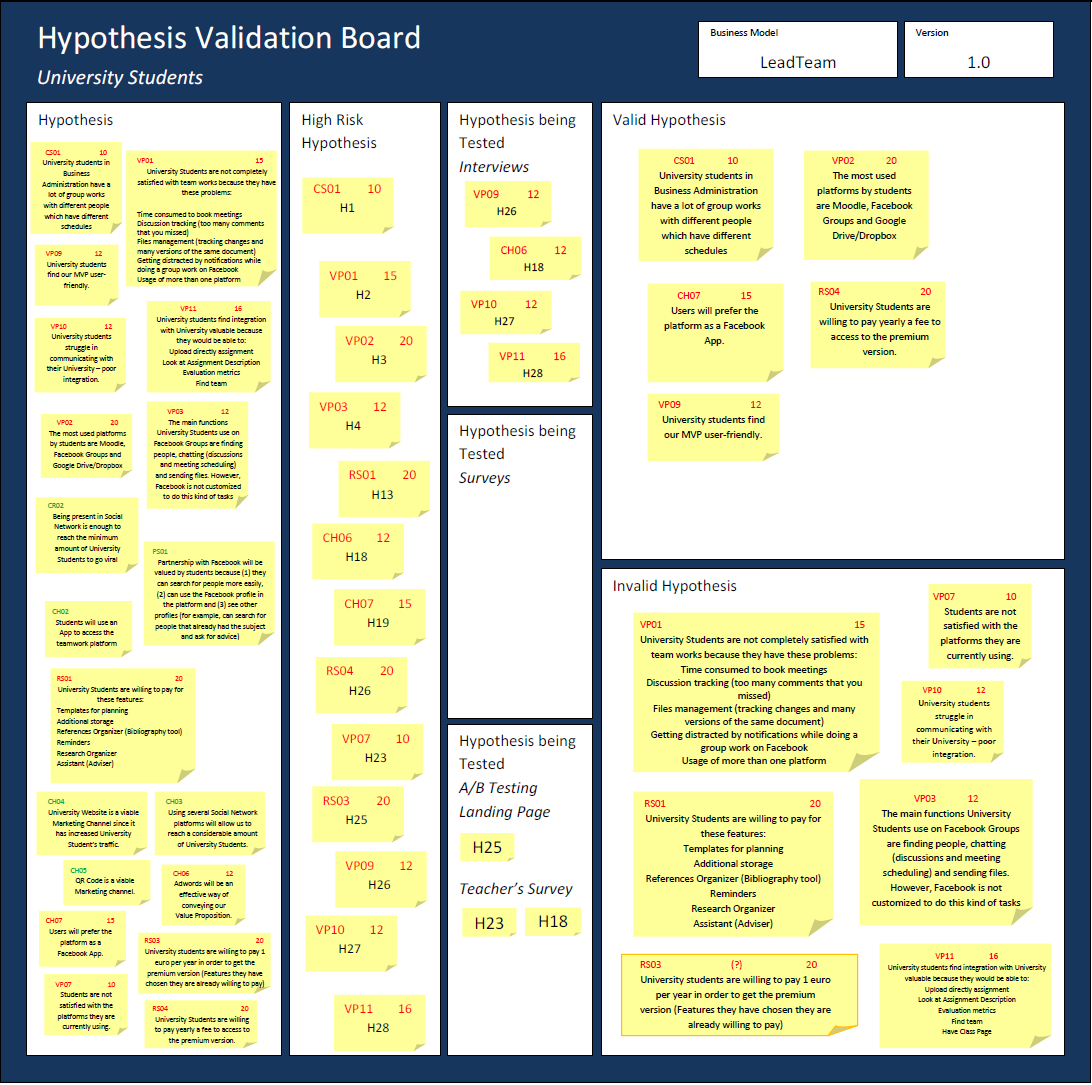 Hypothesis Validation Board
University Students
Business Model
LeadTeam
Version
1.0
Hypothesis
CS01 10
University students in
Business
Administration have a
lot of group works
with different people
which have different
schedules
VP01 15
University Students are not completely
satisfied with team works because they have
these problems:
Time consumed to book meetings
Discussion tracking (too many comments
that you missed)
Files management (tracking changes and
many versions of the same document)
Getting distracted by notifications while
doing a group work on Facebook
Usage of more than one platform
VP09 12
University students
find our MVP user-
friendly.
VP11 16
University students find integration
with University valuable because
they would be able to:
Upload directly assignment
Look at Assignment Description
Evaluation metrics
Find team
VP10 12
University students
struggle in
communicating with
their University – poor
integration.
VP02 20
The most used platforms
by students are Moodle,
Facebook Groups and
Google Drive/Dropbox
VP03 12
The main functions
University Students use on
Facebook Groups are finding
people, chatting (discussions
and meeting scheduling)
and sending files. However,
Facebook is not customized
to do this kind of tasks
CR02
Being present in Social
Network is enough to
reach the minimum
amount of University
Students to go viral
PS01
Partnership with Facebook will be
valued by students because (1) they
can search for people more easily,
(2) can use the Facebook profile in
the platform and (3) see other
profiles (for example, can search for
people that already had the subject
and ask for advice)
CH02
Students will use an
App to access the
teamwork platform
RS01 20
University Students are willing to pay for
these features:
Templates for planning
Additional storage
References Organizer (Bibliography tool)
Reminders
Research Organizer
Assistant (Adviser)
CH04
University Website is a viable
Marketing Channel since it
has increased University
Student's traffic.
CH03
Using several Social Network
platforms will allow us to
reach a considerable amount
of University Students.
CH05
QR Code is a viable
Marketing channel.
CH06 12
Adwords will be an
effective way of
conveying our
Value Proposition.
CH07 15
Users will prefer the
platform as a
Facebook App.
RS03 20
University students are willing to pay 1
euro per year in order to get the
premium version (Features they have
chosen they are already willing to pay)
VP07 10
Students are not
satisfied with the
platforms they are
currently using.
RS04 20
University Students are willing
to pay yearly a fee to access to
the premium version.
High Risk
Hypothesis
CS01 10
H1
VP01 15
H2
VP02 20
H3
VP03 12
H4
RS01 20
H13
CH06 12
H18
CH07 15
H19
RS04 20
H26
VP07 10
H23
RS03 20
H25
VP09 12
H26
VP10 12
H27
VP11 16
H28
Hypothesis being
Tested
Interviews
VP09 12
H26
CH06 12
H18
VP10 12
H27
VP11 16
H28
Hypothesis being
Tested
Surveys
Hypothesis being
Tested
A/B Testing
Landing Page
H25
Teacher's Survey
H23
H18
Valid Hypothesis
CS01 10
University students in
Business Administration
have a lot of group works
with different people
which have different
schedules
VP02 20
The most used
platforms by students
are Moodle, Facebook
Groups and Google
Drive/Dropbox
CH07 15
Users will prefer the
platform as a Facebook
App.
RS04 20
University Students are
willing to pay yearly a fee to
access to the premium
version.
VP09 12
University students find
our MVP user-friendly.
Invalid Hypothesis
VP01 15
University Students are not completely satisfied with
team works because they have these problems:
Time consumed to book meetings
Discussion tracking (too many comments that you
missed)
Files management (tracking changes and many
versions of the same document)
Getting distracted by notifications while doing a
group work on Facebook
Usage of more than one platform
VP07 10
Students are not
satisfied with the
platforms they are
currently using.
VP10 12
University students
struggle in
communicating with
their University – poor
integration.
RS01 20
University Students are willing to pay for
these features:
Templates for planning
Additional storage
References Organizer (Bibliography tool)
Reminders
Research Organizer
Assistant (Adviser)
VP03 12
The main functions University
Students use on Facebook Groups
are finding people, chatting
(discussions and meeting
scheduling) and sending files.
However, Facebook is not
customized to do this kind of tasks
RS03 (?) 20
University students are willing to pay 1 euro
per year in order to get the premium
version (Features they have chosen they are
already willing to pay)
VP11 16
University students find integration with University
valuable because they would be able to:
Upload directly assignment
Look at Assignment Description
Evaluation metrics
Find team
Have Class Page